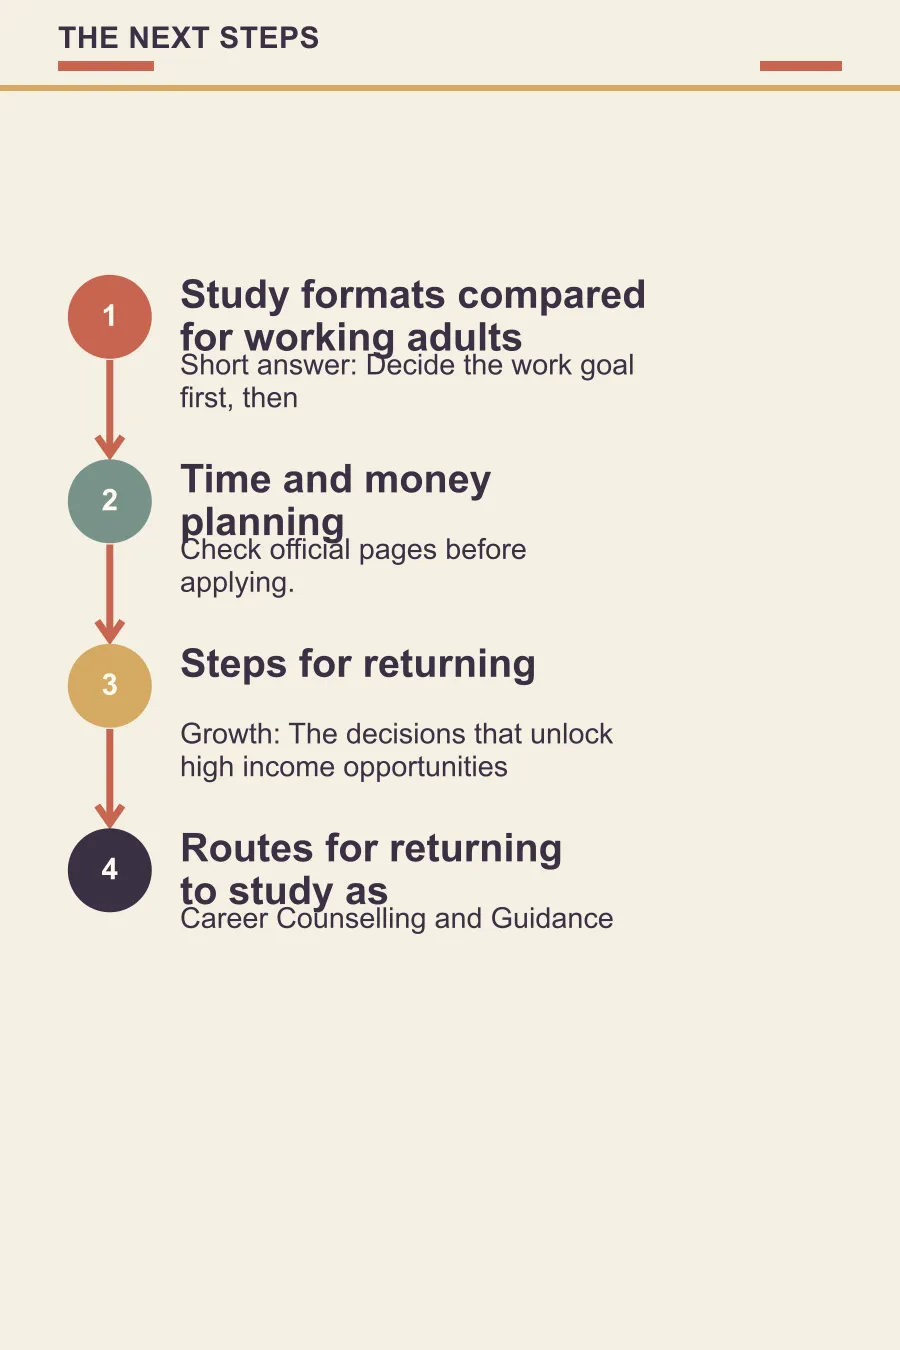 THE NEXT STEPS
1
Study formats compared
for working adults
Short answer: Decide the work goal
first, then
2
Time and money
planning
Check official pages before
applying.
3
Steps for returning
Growth: The decisions that unlock
high income opportunities
4
Routes for returning
to study as
Career Counselling and Guidance